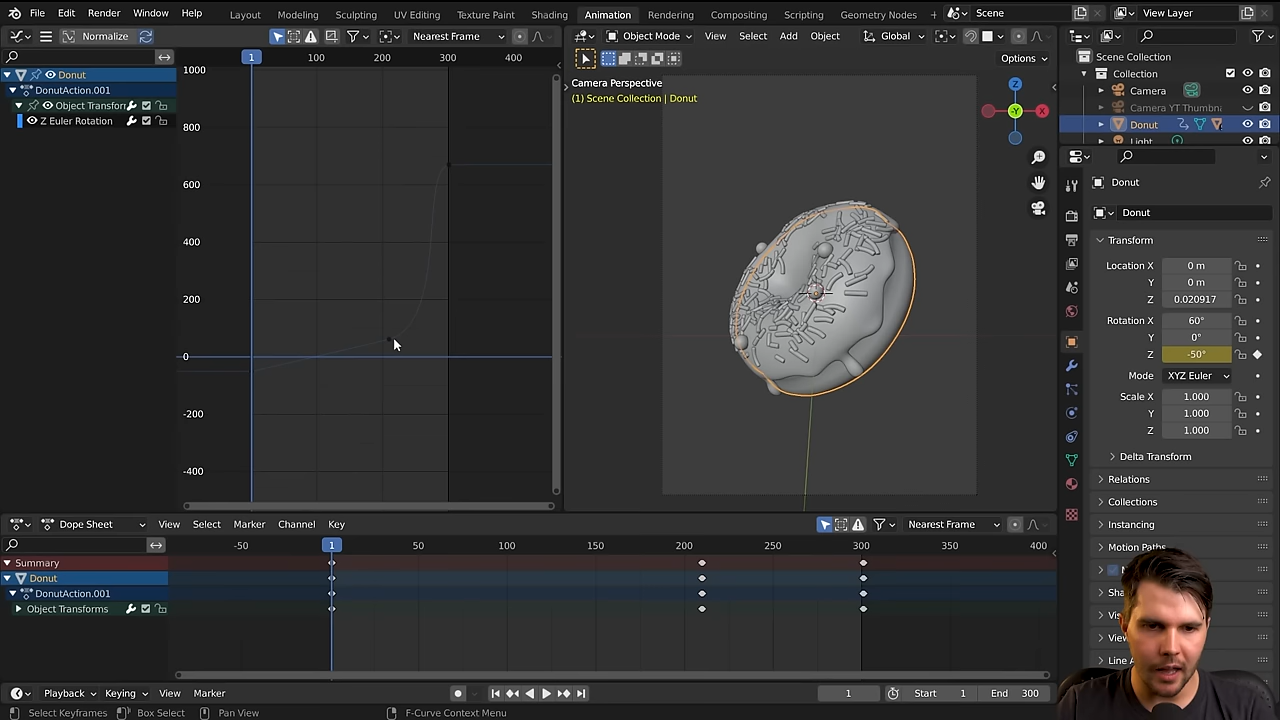 File Edit Render Window Help Layout Modeling Sculpting UV Editing Texture Paint Shading Animation Rendering Compositing Scripting Geometry Nodes + Scene View Layer
Normalize Nearest Frame Object Mode View Select Add Object Global
1 100 200 300 400
Options
Donut
DonutAction.001
Object Transforr
Z Euler Rotation
1000
800
600
400
200
0
-200
-400
Camera Perspective
(1) Scene Collection | Donut
Z
Y
X
Scene Collection
Collection
Camera
Camera YT Thumbna
Donut
Light
Donut
Donut
Transform
Location X 0 m
Y 0 m
Z 0.020917
Rotation X 60°
Y 0°
Z -50°
Mode XYZ Euler
Scale X 1.000
Y 1.000
Z 1.000
Delta Transform
Relations
Collections
Instancing
Motion Paths
Sha
Vis
View
Line A
Dope Sheet View Select Marker Channel Key Nearest Frame
-50 1 50 100 150 200 250 300 350 400
Summary
Donut
DonutAction.001
Object Transforms
Playback Keying View Marker 1 Start 1 End 300
Select Keyframes Box Select Pan View F-Curve Context Menu